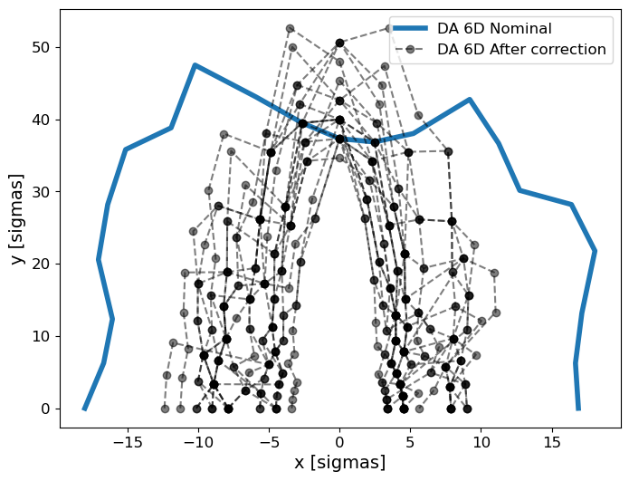 DA 6D Nominal
DA 6D After correction
50
40
30
20
10
0
y [sigmas]
−15 −10 −5 0 5 10 15
x [sigmas]